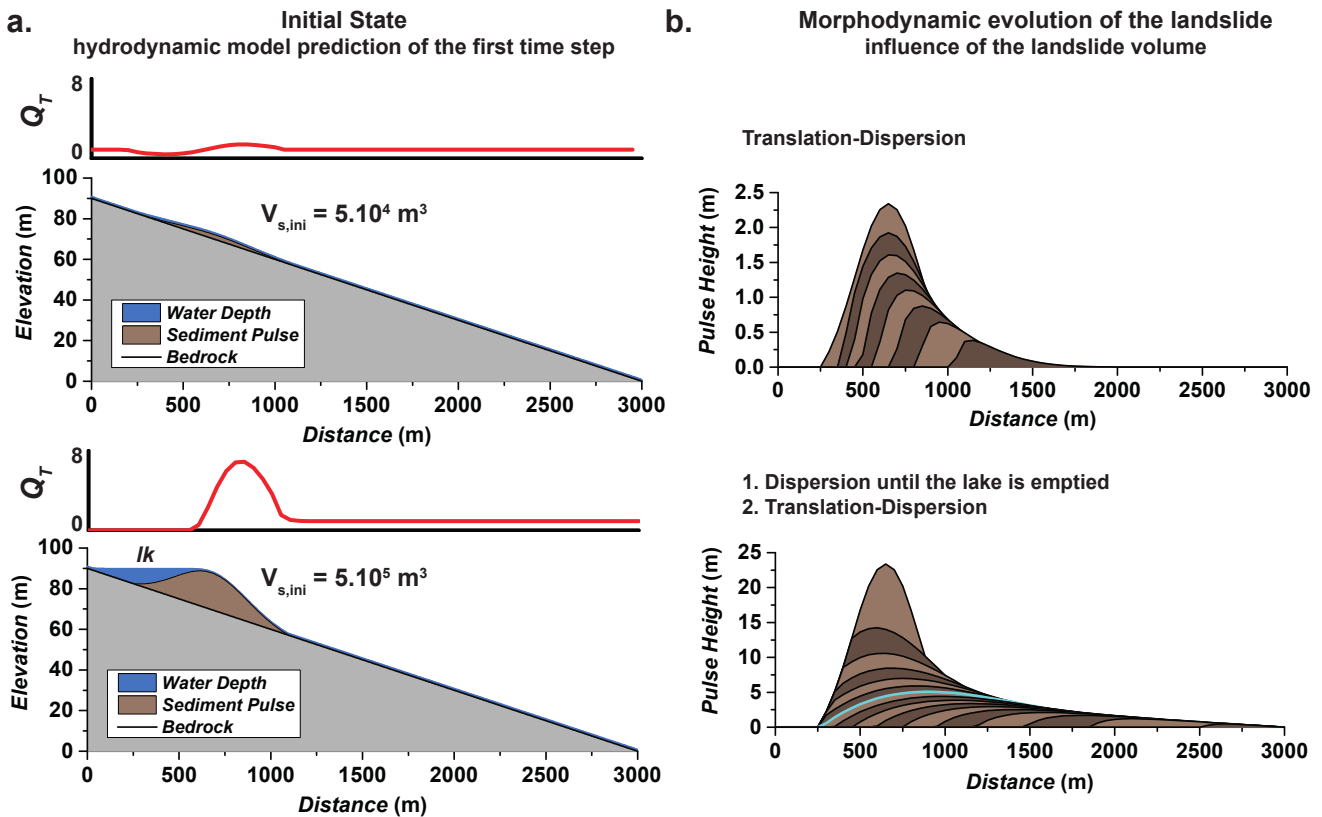 a.
Initial State
hydrodynamic model prediction of the first time step
8
0
Q_T
100
80
60
40
20
0
Elevation (m)
V_s,ini = 5.10⁴ m³
Water Depth
Sediment Pulse
Bedrock
0 500 1000 1500 2000 2500 3000
Distance (m)
8
0
Q_T
100
80
60
40
20
0
Elevation (m)
lk
V_s,ini = 5.10⁵ m³
Water Depth
Sediment Pulse
Bedrock
0 500 1000 1500 2000 2500 3000
Distance (m)
b.
Morphodynamic evolution of the landslide
influence of the landslide volume
Translation-Dispersion
2.5
2.0
1.5
1.0
0.5
0.0
Pulse Height (m)
0 500 1000 1500 2000 2500 3000
Distance (m)
1. Dispersion until the lake is emptied
2. Translation-Dispersion
25
20
15
10
5
0
Pulse Height (m)
0 500 1000 1500 2000 2500 3000
Distance (m)